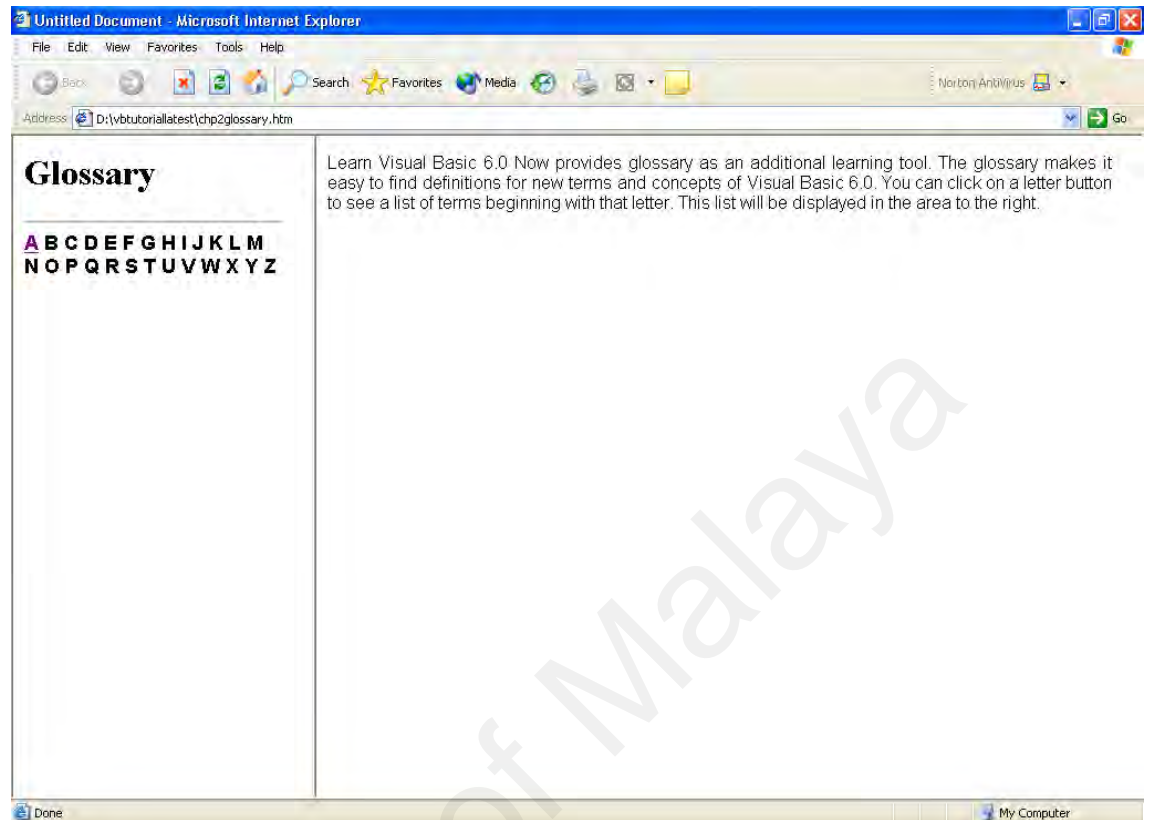 Untitled Document - Microsoft Internet Explorer
File Edit View Favorites Tools Help
Back Search Favorites Media Norton AntiVirus
Address D:\vbtutoriallatest\chp2glossary.htm Go
Glossary
A B C D E F G H I J K L M
N O P Q R S T U V W X Y Z
Learn Visual Basic 6.0 Now provides glossary as an additional learning tool. The glossary makes it
easy to find definitions for new terms and concepts of Visual Basic 6.0. You can click on a letter button
to see a list of terms beginning with that letter. This list will be displayed in the area to the right.
of Malaya
Done My Computer